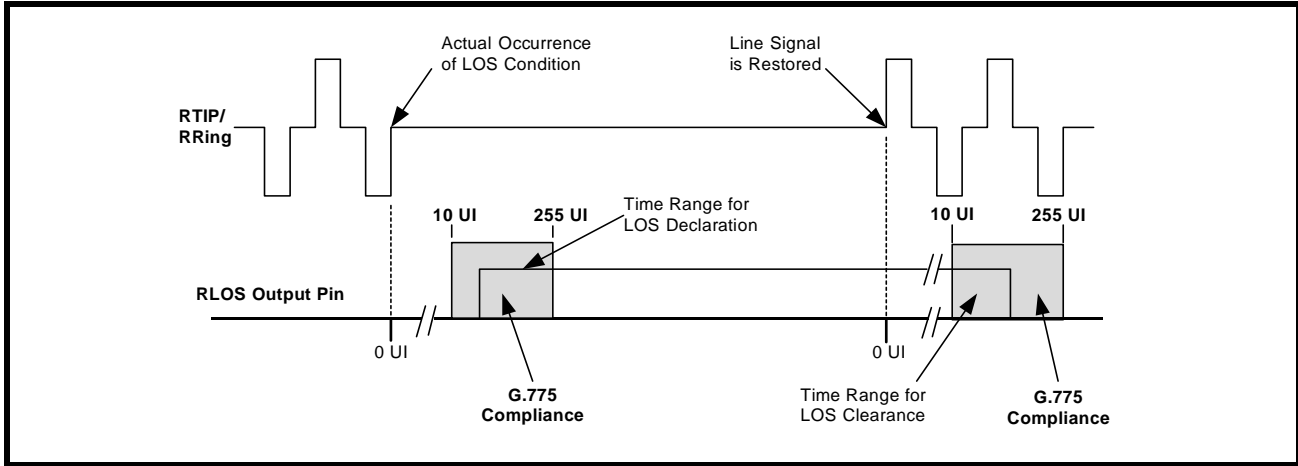 Actual Occurrence
of LOS Condition
Line Signal
is Restored
RTIP/
RRing
Time Range for
LOS Declaration
10 UI
255 UI
10 UI
255 UI
RLOS Output Pin
0 UI
0 UI
G.775
Compliance
Time Range for
LOS Clearance
G.775
Compliance